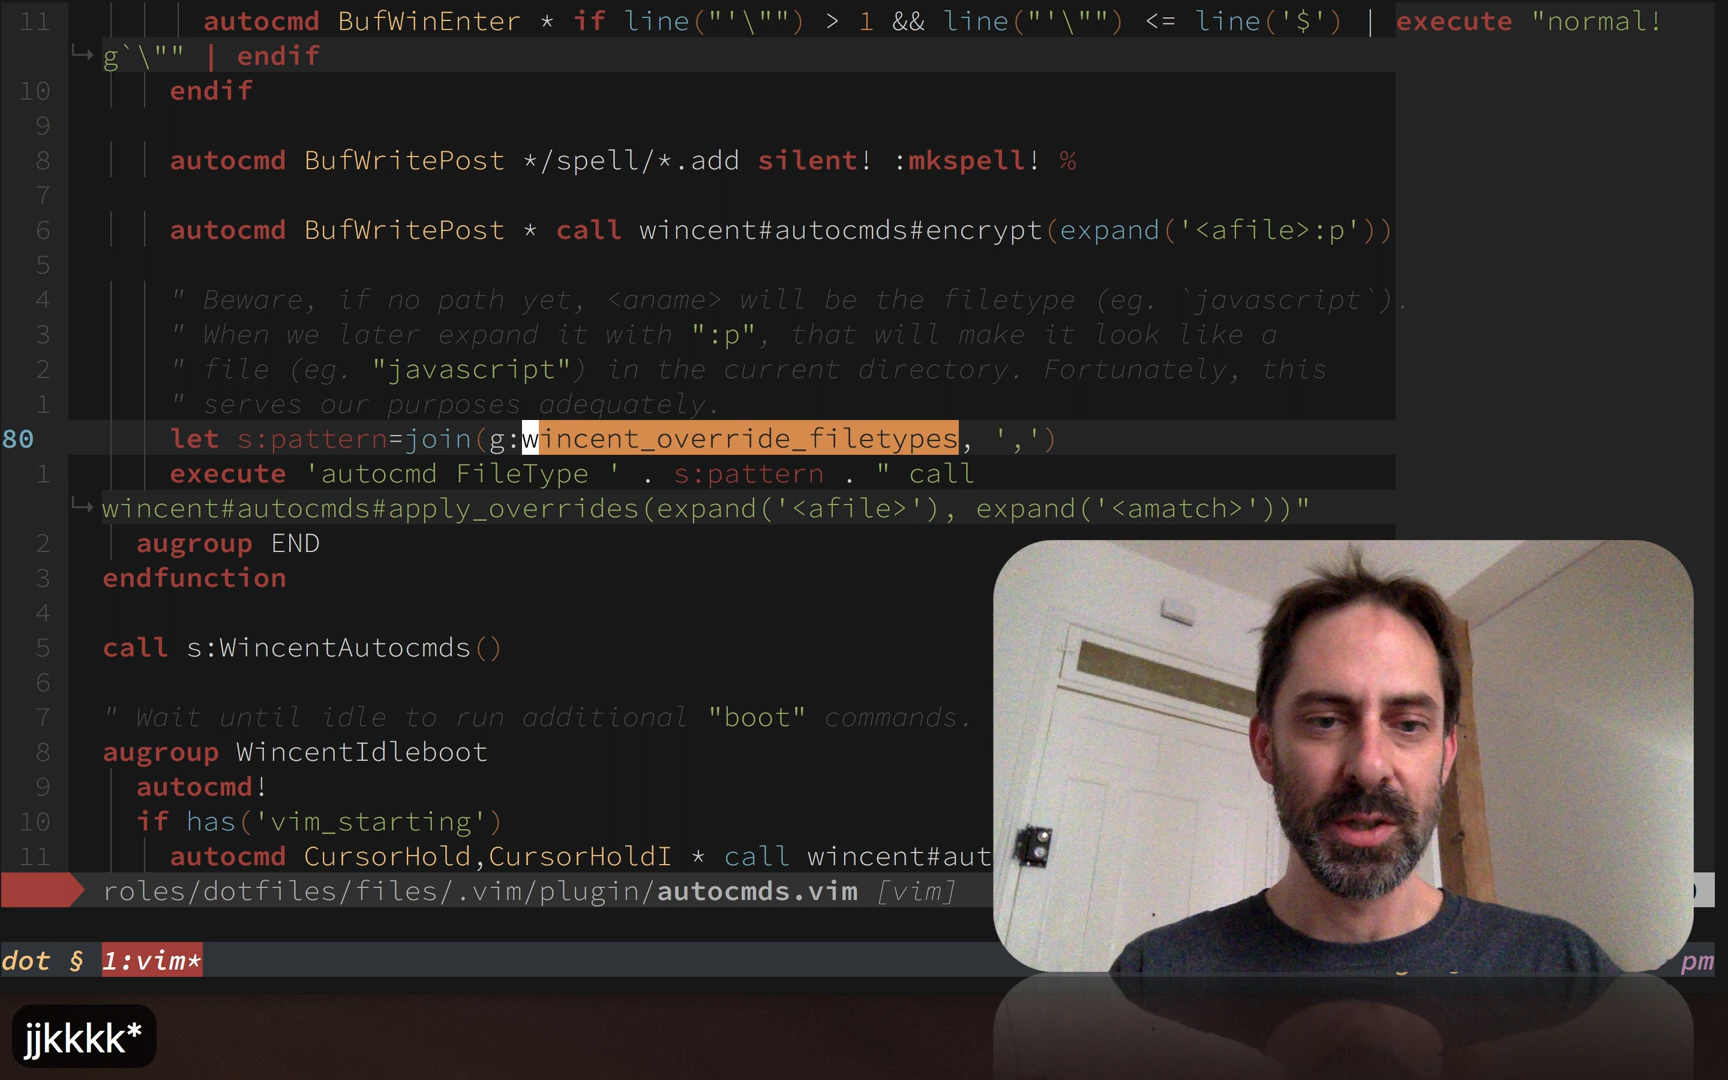 11 autocmd BufWinEnter * if line("'\"") > 1 && line("'\"") <= line('$') | execute "normal!
g`\"" | endif
10 endif
9
8 autocmd BufWritePost */spell/*.add silent! :mkspell! %
7
6 autocmd BufWritePost * call wincent#autocmds#encrypt(expand('<afile>:p'))
5
4 " Beware, if no path yet, <aname> will be the filetype (eg. `javascript`).
3 " When we later expand it with ":p", that will make it look like a
2 " file (eg. "javascript") in the current directory. Fortunately, this
1 " serves our purposes adequately.
80 let s:pattern=join(g:wincent_override_filetypes, ',')
1 execute 'autocmd FileType ' . s:pattern . " call
wincent#autocmds#apply_overrides(expand('<afile>'), expand('<amatch>'))"
2 augroup END
3 endfunction
4
5 call s:WincentAutocmds()
6
7 " Wait until idle to run additional "boot" commands.
8 augroup WincentIdleboot
9 autocmd!
10 if has('vim_starting')
11 autocmd CursorHold,CursorHoldI * call wincent#aut
roles/dotfiles/files/.vim/plugin/autocmds.vim [vim]
dot § 1:vim* pm
jjkkkk*